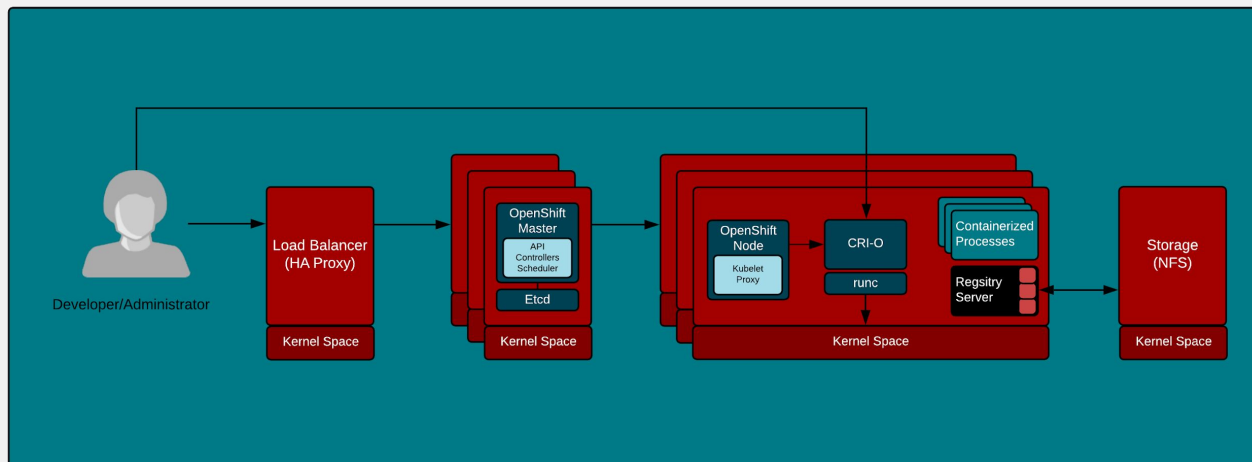 Developer/Administrator
Load Balancer
(HA Proxy)
Kernel Space
OpenShift
Master
API
Controllers
Scheduler
Etcd
Kernel Space
OpenShift
Node
Kubelet
Proxy
CRI-O
runc
Containerized
Processes
Regsitry
Server
Kernel Space
Storage
(NFS)
Kernel Space